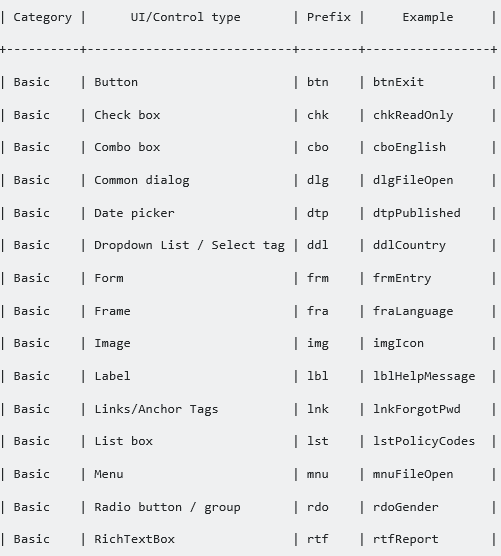 | Category |      UI/Control type       | Prefix |     Example     |
+----------+----------------------------+--------+-----------------+
| Basic    | Button                     | btn    | btnExit         |
| Basic    | Check box                  | chk    | chkReadOnly     |
| Basic    | Combo box                  | cbo    | cboEnglish      |
| Basic    | Common dialog              | dlg    | dlgFileOpen     |
| Basic    | Date picker                | dtp    | dtpPublished    |
| Basic    | Dropdown List / Select tag | ddl    | ddlCountry      |
| Basic    | Form                       | frm    | frmEntry        |
| Basic    | Frame                      | fra    | fraLanguage     |
| Basic    | Image                      | img    | imgIcon         |
| Basic    | Label                      | lbl    | lblHelpMessage  |
| Basic    | Links/Anchor Tags          | lnk    | lnkForgotPwd    |
| Basic    | List box                   | lst    | lstPolicyCodes  |
| Basic    | Menu                       | mnu    | mnuFileOpen     |
| Basic    | Radio button / group       | rdo    | rdoGender       |
| Basic    | RichTextBox                | rtf    | rtfReport       |